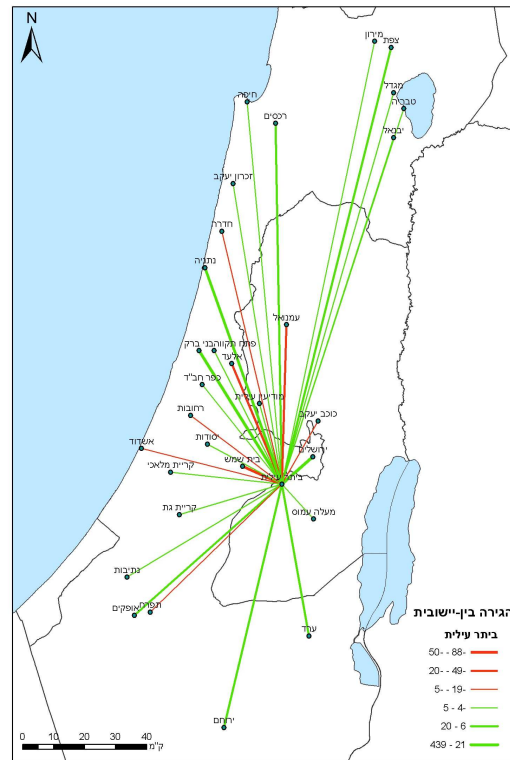 N
מירון
צפת
מגדל
טבריה
יבנאל
חיפה
רכסים
זכרון יעקב
חדרה
נתניה
עמנואל
פתח תקווה
בני ברק
אלעד
כפר חב"ד
מודיעין עילית
רחובות
כוכב יעקב
אשדוד
יסודות
ירושלים
קריית מלאכי
בית שמש
ביתר עילית
קריית גת
מעלה עמוס
נתיבות
אופקים
תפרח
ערד
ירוחם
הגירה בין-יישובית
ביתר עילית
50- -88-
20- -49-
5- -19-
5 -4-
20 - 6
439 - 21
0 10 20 30 40
ק"מ